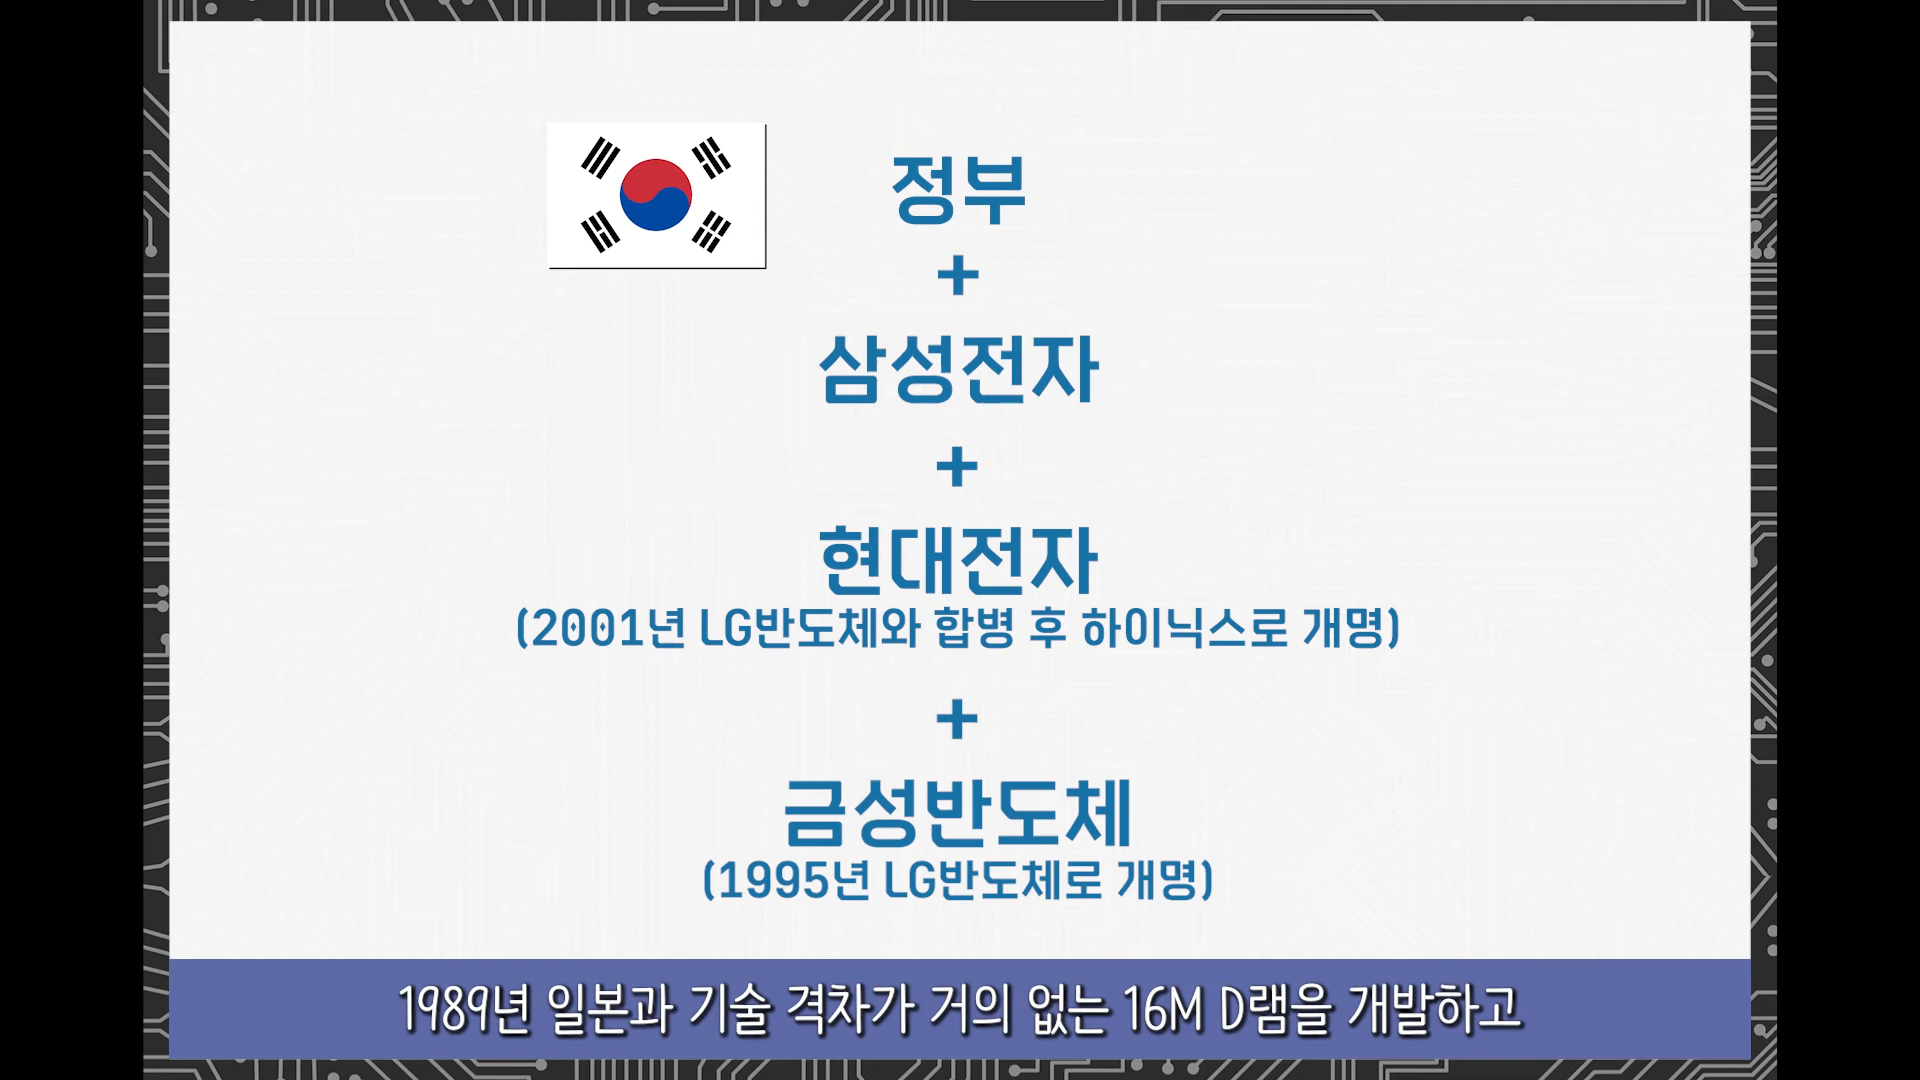 정부
+
삼성전자
+
현대전자
(2001년 LG반도체와 합병 후 하이닉스로 개명)
+
금성반도체
(1995년 LG반도체로 개명)
1989년 일본과 기술 격차가 거의 없는 16M D램을 개발하고